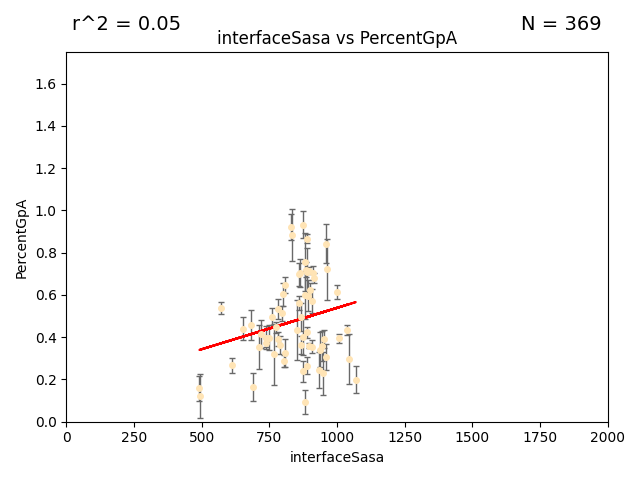 r^2 = 0.05
N = 369
interfaceSasa vs PercentGpA
PercentGpA
1.6
1.4
1.2
1.0
0.8
0.6
0.4
0.2
0.0
0 250 500 750 1000 1250 1500 1750 2000
interfaceSasa